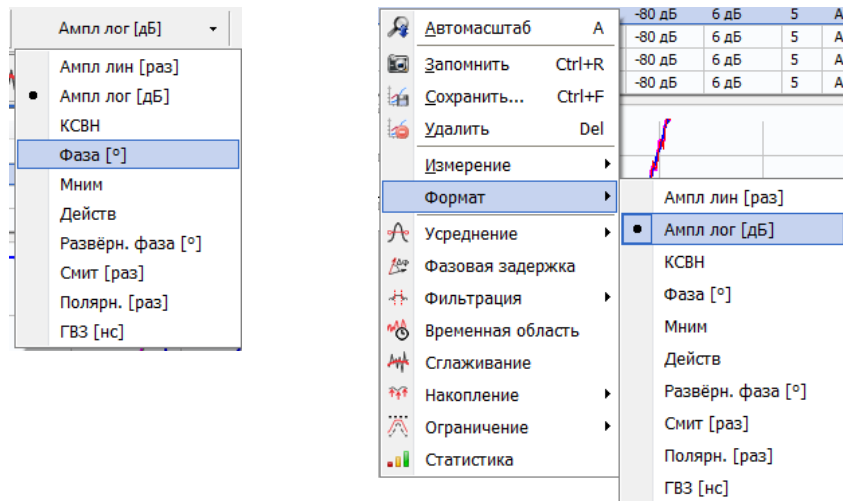 Ампл лог [дБ]
Ампл лин [раз]
Ампл лог [дБ]
КСВН
Фаза [°]
Мним
Действ
Развёрн. фаза [°]
Смит [раз]
Полярн. [раз]
ГВЗ [нс]
Автомасштаб A
Запомнить Ctrl+R
Сохранить... Ctrl+F
Удалить Del
Измерение
Формат
Усреднение
Фазовая задержка
Фильтрация
Временная область
Сглаживание
Накопление
Ограничение
Статистика
-80 дБ 6 дБ 5 А
-80 дБ 6 дБ 5 А
-80 дБ 6 дБ 5 А
-80 дБ 6 дБ 5 А
Ампл лин [раз]
Ампл лог [дБ]
КСВН
Фаза [°]
Мним
Действ
Развёрн. фаза [°]
Смит [раз]
Полярн. [раз]
ГВЗ [нс]